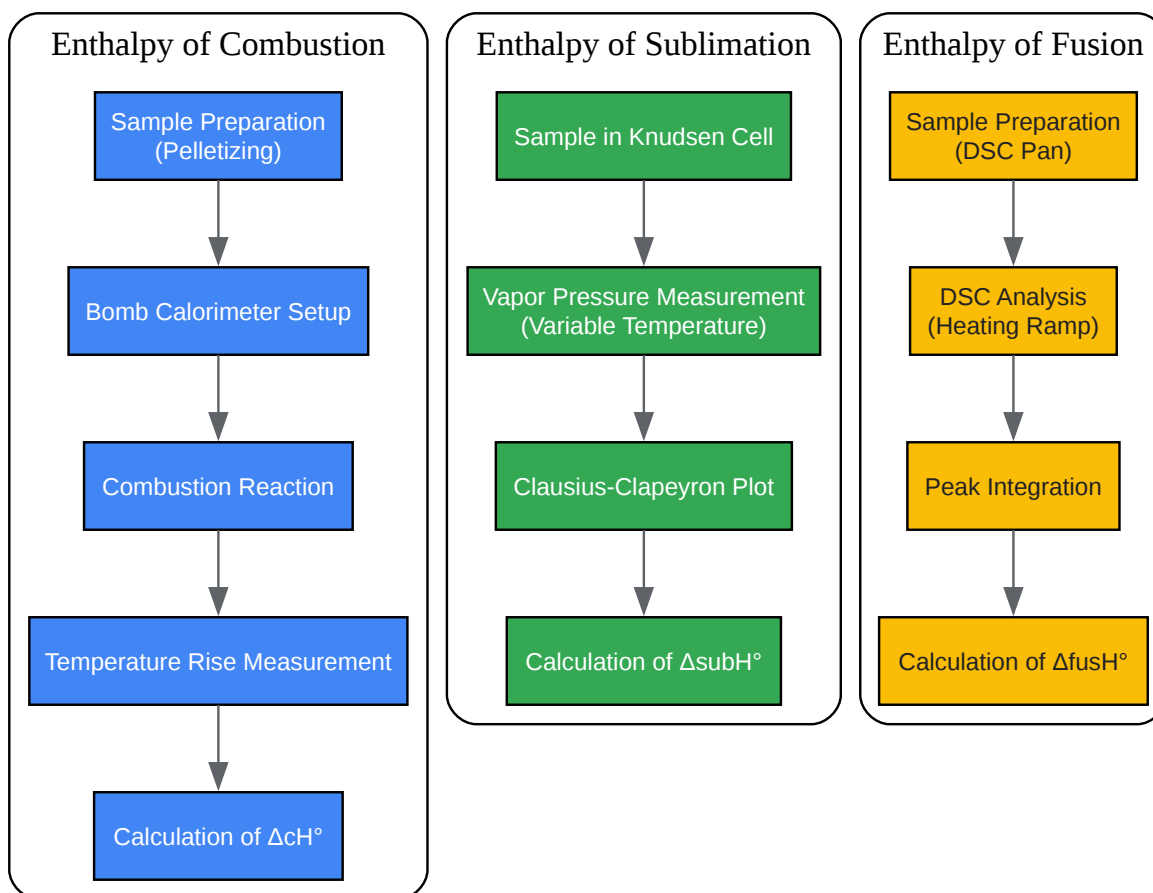 Enthalpy of Combustion
Sample Preparation
(Pelletizing)
Bomb Calorimeter Setup
Combustion Reaction
Temperature Rise Measurement
Calculation of ΔcH°
Enthalpy of Sublimation
Sample in Knudsen Cell
Vapor Pressure Measurement
(Variable Temperature)
Clausius-Clapeyron Plot
Calculation of ΔsubH°
Enthalpy of Fusion
Sample Preparation
(DSC Pan)
DSC Analysis
(Heating Ramp)
Peak Integration
Calculation of ΔfusH°